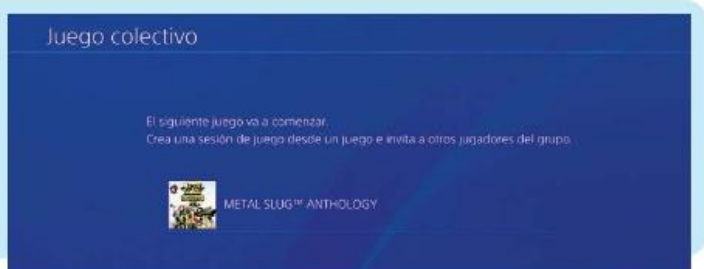 Juego colectivo
El siguiente juego va a comenzar.
Crea una sesión de juego desde un juego e invita a otros jugadores del grupo.
METAL SLUG™ ANTHOLOGY